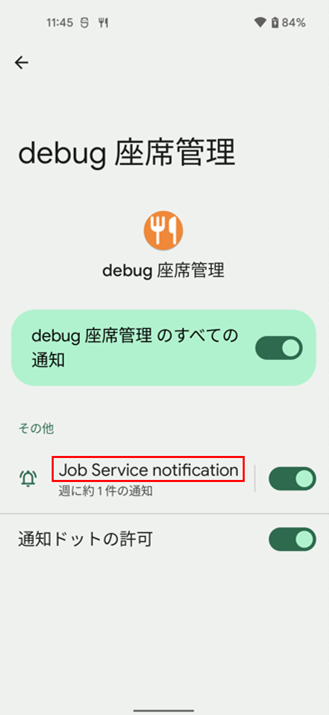 11:45 84%
debug 座席管理
debug 座席管理
debug 座席管理 のすべての
通知
その他
Job Service notification
週に約 1 件の通知
通知ドットの許可